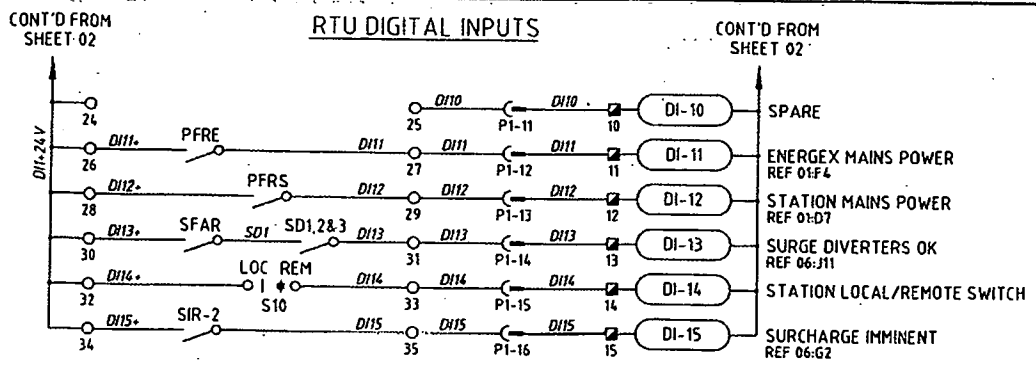 CONT'D FROM
SHEET 02
RTU DIGITAL INPUTS
CONT'D FROM
SHEET 02
DI1+24V
24
25 DI10 P1-11 DI10 10 DI-10 SPARE
26 DI11+ PFRE DI11 27 DI11 P1-12 DI11 11 DI-11 ENERGEX MAINS POWER
REF 01:F4
28 DI12+ PFRS DI12 29 DI12 P1-13 DI12 12 DI-12 STATION MAINS POWER
REF 01:D7
30 DI13+ SFAR SD1 SD1,2&3 DI13 31 DI13 P1-14 DI13 13 DI-13 SURGE DIVERTERS OK
REF 06:J11
32 DI14+ LOC REM S10 DI14 33 DI14 P1-15 DI14 14 DI-14 STATION LOCAL/REMOTE SWITCH
34 DI15+ SIR-2 DI15 35 DI15 P1-16 DI15 15 DI-15 SURCHARGE IMMINENT
REF 06:G2